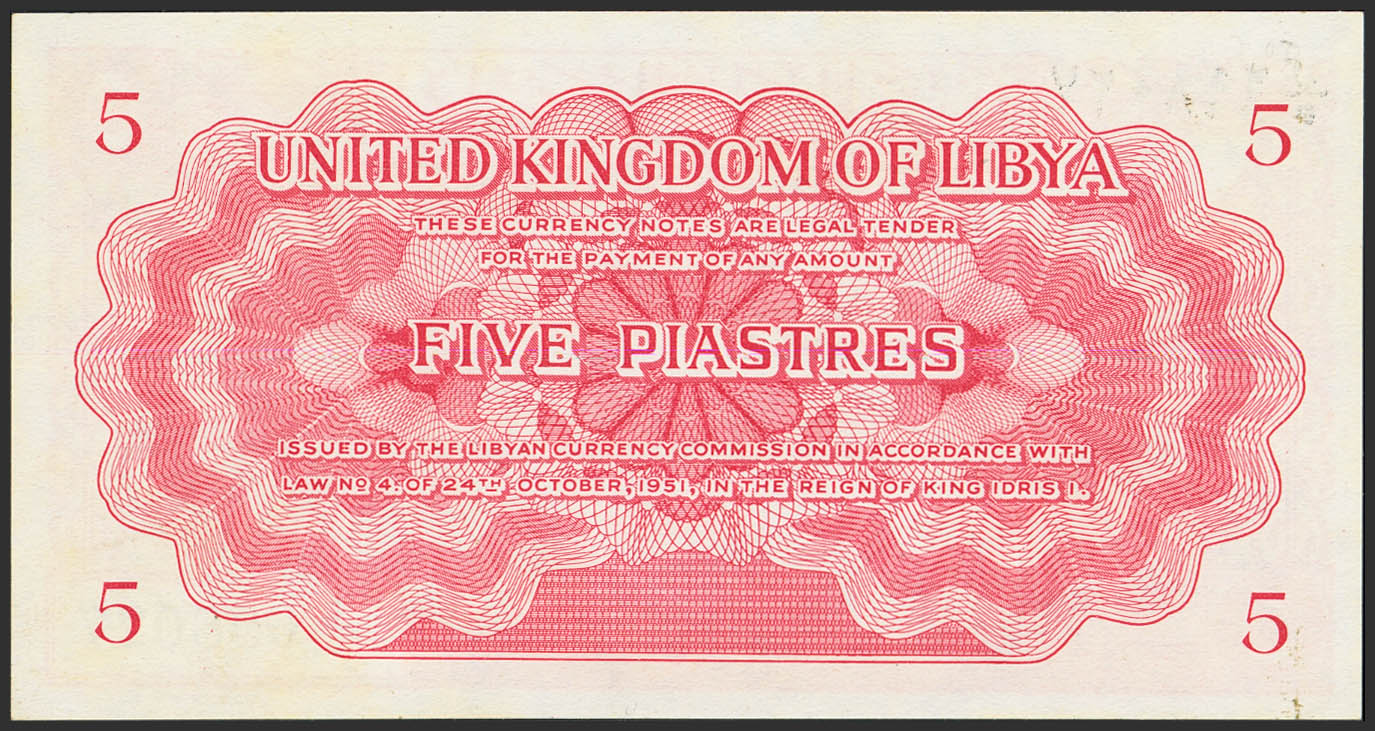 5 5
UNITED KINGDOM OF LIBYA
THESE CURRENCY NOTES ARE LEGAL TENDER
FOR THE PAYMENT OF ANY AMOUNT
FIVE PIASTRES
ISSUED BY THE LIBYAN CURRENCY COMMISSION IN ACCORDANCE WITH
LAW Nº 4. OF 24TH OCTOBER, 1951, IN THE REIGN OF KING IDRIS I.
5 5